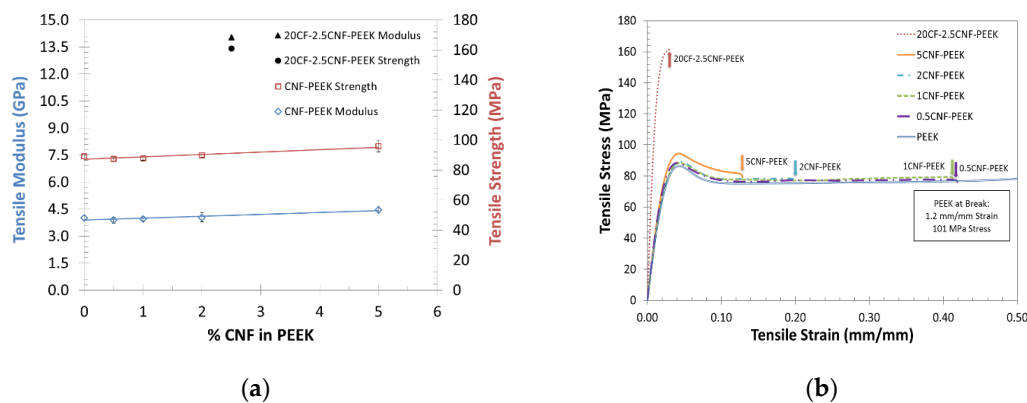 15.0
13.5
12.0
10.5
9.0
7.5
6.0
4.5
3.0
1.5
0.0
Tensile Modulus (GPa)
180
160
140
120
100
80
60
40
20
0
Tensile Strength (MPa)
20CF-2.5CNF-PEEK Modulus
20CF-2.5CNF-PEEK Strength
CNF-PEEK Strength
CNF-PEEK Modulus
0 1 2 3 4 5 6
% CNF in PEEK
(a)
180
160
140
120
100
80
60
40
20
0
Tensile Stress (MPa)
20CF-2.5CNF-PEEK
5CNF-PEEK
2CNF-PEEK
1CNF-PEEK
0.5CNF-PEEK
PEEK
20CF-2.5CNF-PEEK
5CNF-PEEK
2CNF-PEEK
1CNF-PEEK
0.5CNF-PEEK
PEEK at Break:
1.2 mm/mm Strain
101 MPa Stress
0.00 0.10 0.20 0.30 0.40 0.50
Tensile Strain (mm/mm)
(b)